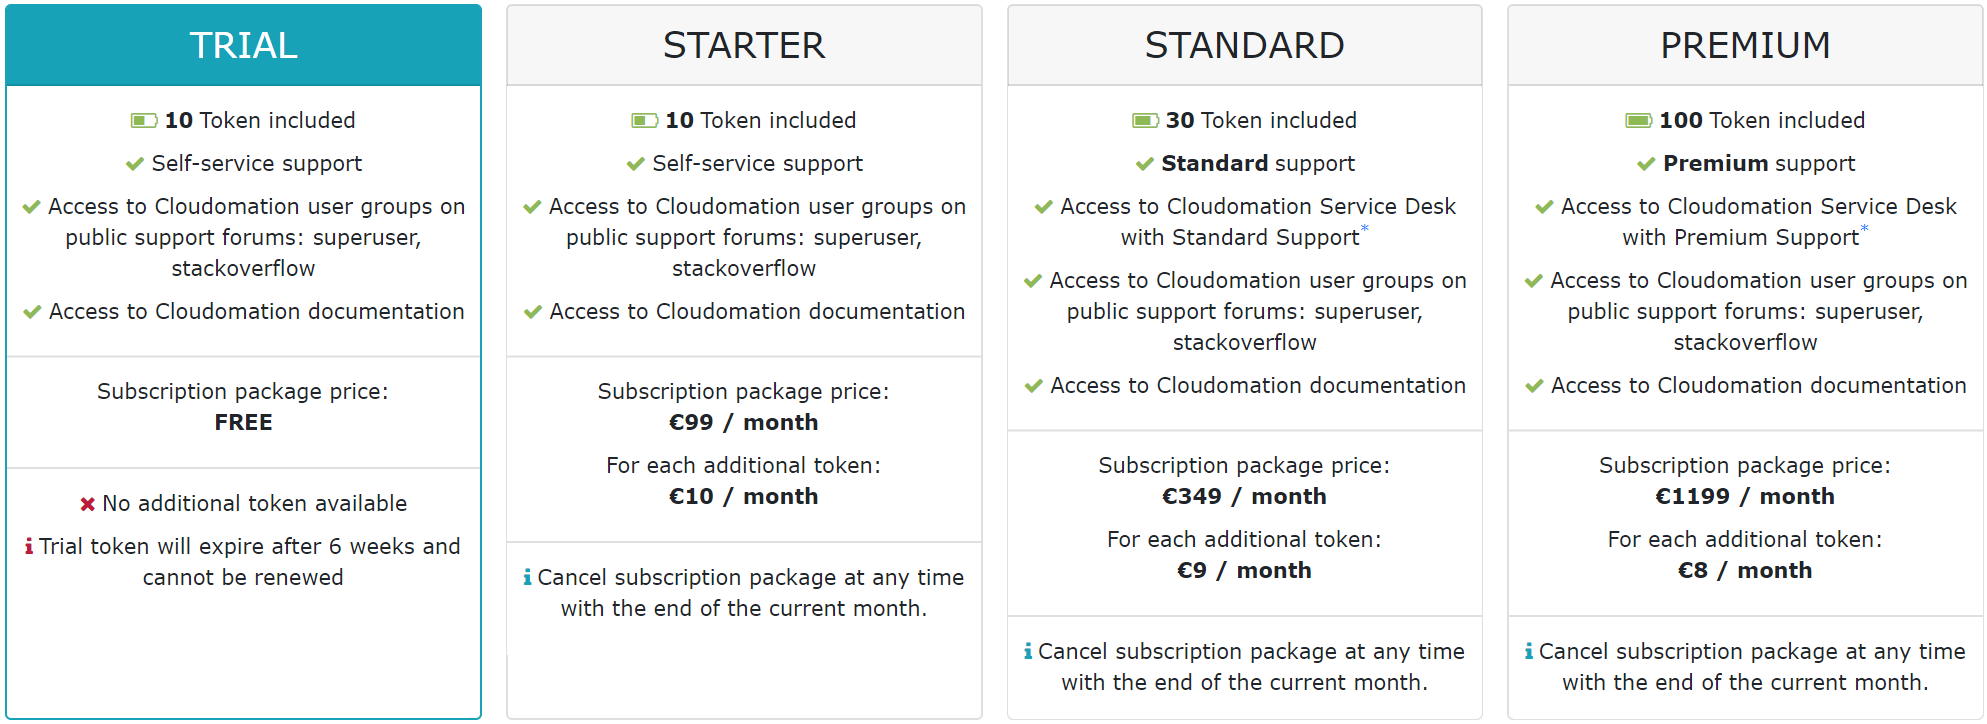 TRIAL
10 Token included
Self-service support
Access to Cloudomation user groups on
public support forums: superuser,
stackoverflow
Access to Cloudomation documentation
Subscription package price:
FREE
No additional token available
Trial token will expire after 6 weeks and
cannot be renewed
STARTER
10 Token included
Self-service support
Access to Cloudomation user groups on
public support forums: superuser,
stackoverflow
Access to Cloudomation documentation
Subscription package price:
€99 / month
For each additional token:
€10 / month
Cancel subscription package at any time
with the end of the current month.
STANDARD
30 Token included
Standard support
Access to Cloudomation Service Desk
with Standard Support*
Access to Cloudomation user groups on
public support forums: superuser,
stackoverflow
Access to Cloudomation documentation
Subscription package price:
€349 / month
For each additional token:
€9 / month
Cancel subscription package at any time
with the end of the current month.
PREMIUM
100 Token included
Premium support
Access to Cloudomation Service Desk
with Premium Support*
Access to Cloudomation user groups on
public support forums: superuser,
stackoverflow
Access to Cloudomation documentation
Subscription package price:
€1199 / month
For each additional token:
€8 / month
Cancel subscription package at any time
with the end of the current month.